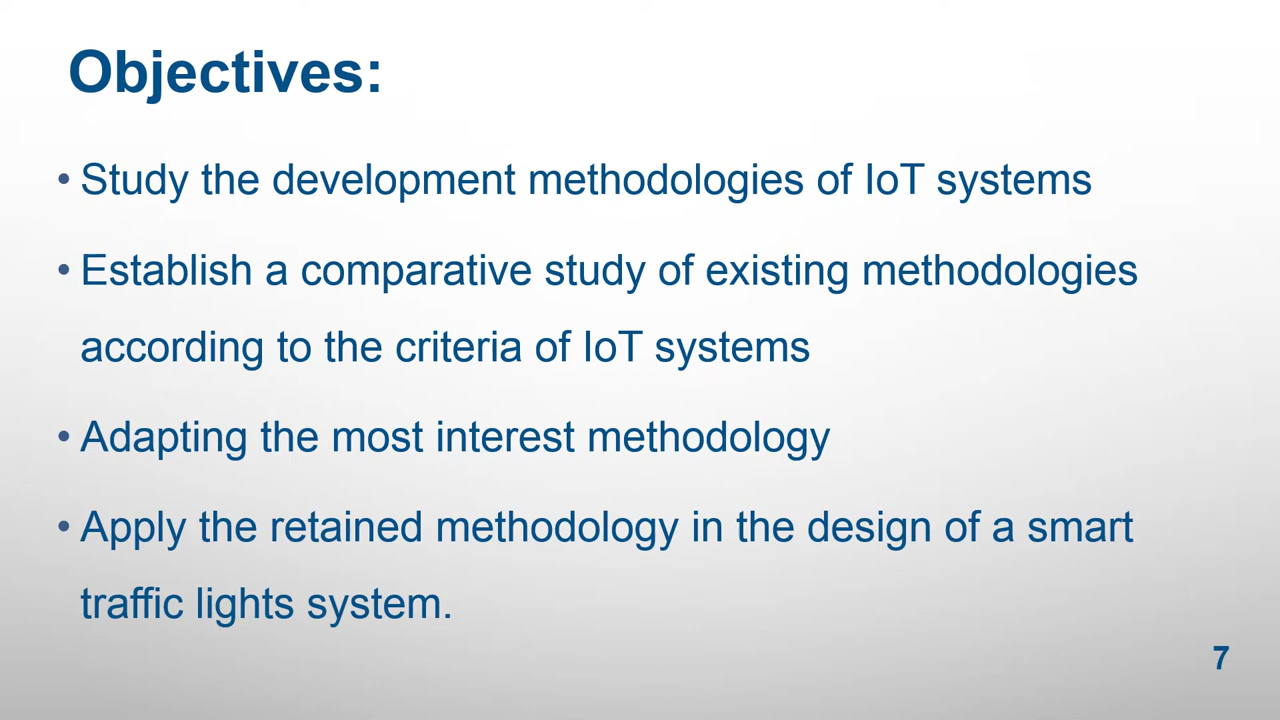 Objectives:
• Study the development methodologies of IoT systems
• Establish a comparative study of existing methodologies
according to the criteria of IoT systems
• Adapting the most interest methodology
• Apply the retained methodology in the design of a smart
traffic lights system.
7